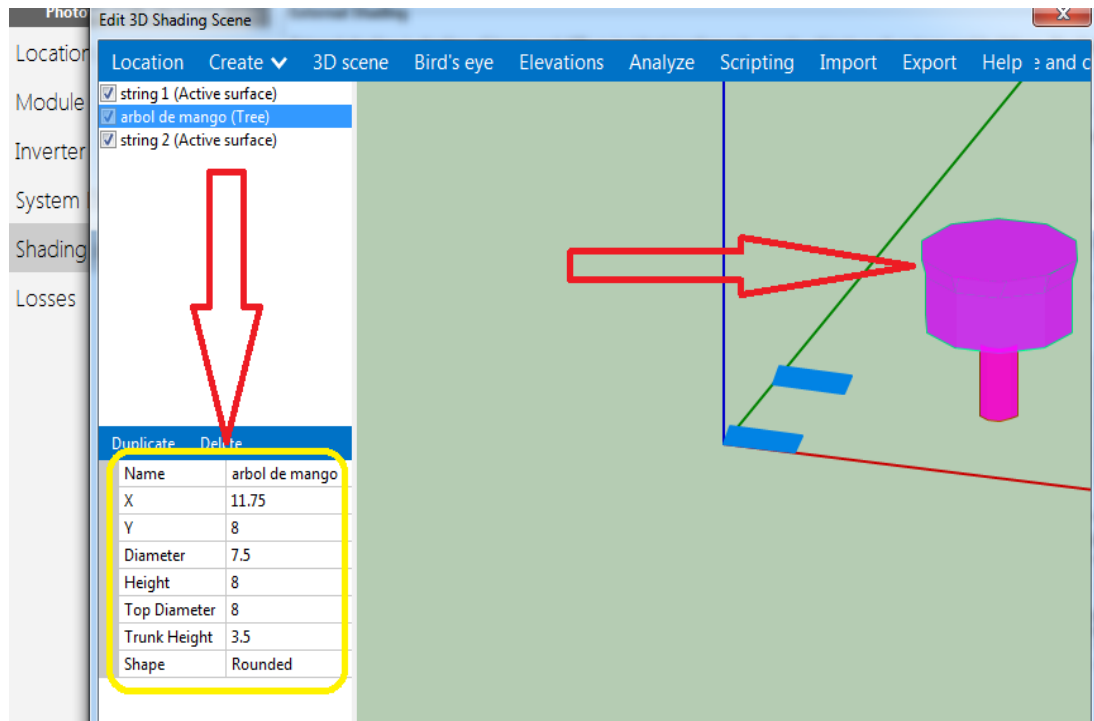 Photo
Edit 3D Shading Scene
External Shading
Location Create 3D scene Bird's eye Elevations Analyze Scripting Import Export Help e and c
Location
Module
Inverter
System
Shading
Losses
string 1 (Active surface)
arbol de mango (Tree)
string 2 (Active surface)
Duplicate Delete
Name arbol de mango
X 11.75
Y 8
Diameter 7.5
Height 8
Top Diameter 8
Trunk Height 3.5
Shape Rounded